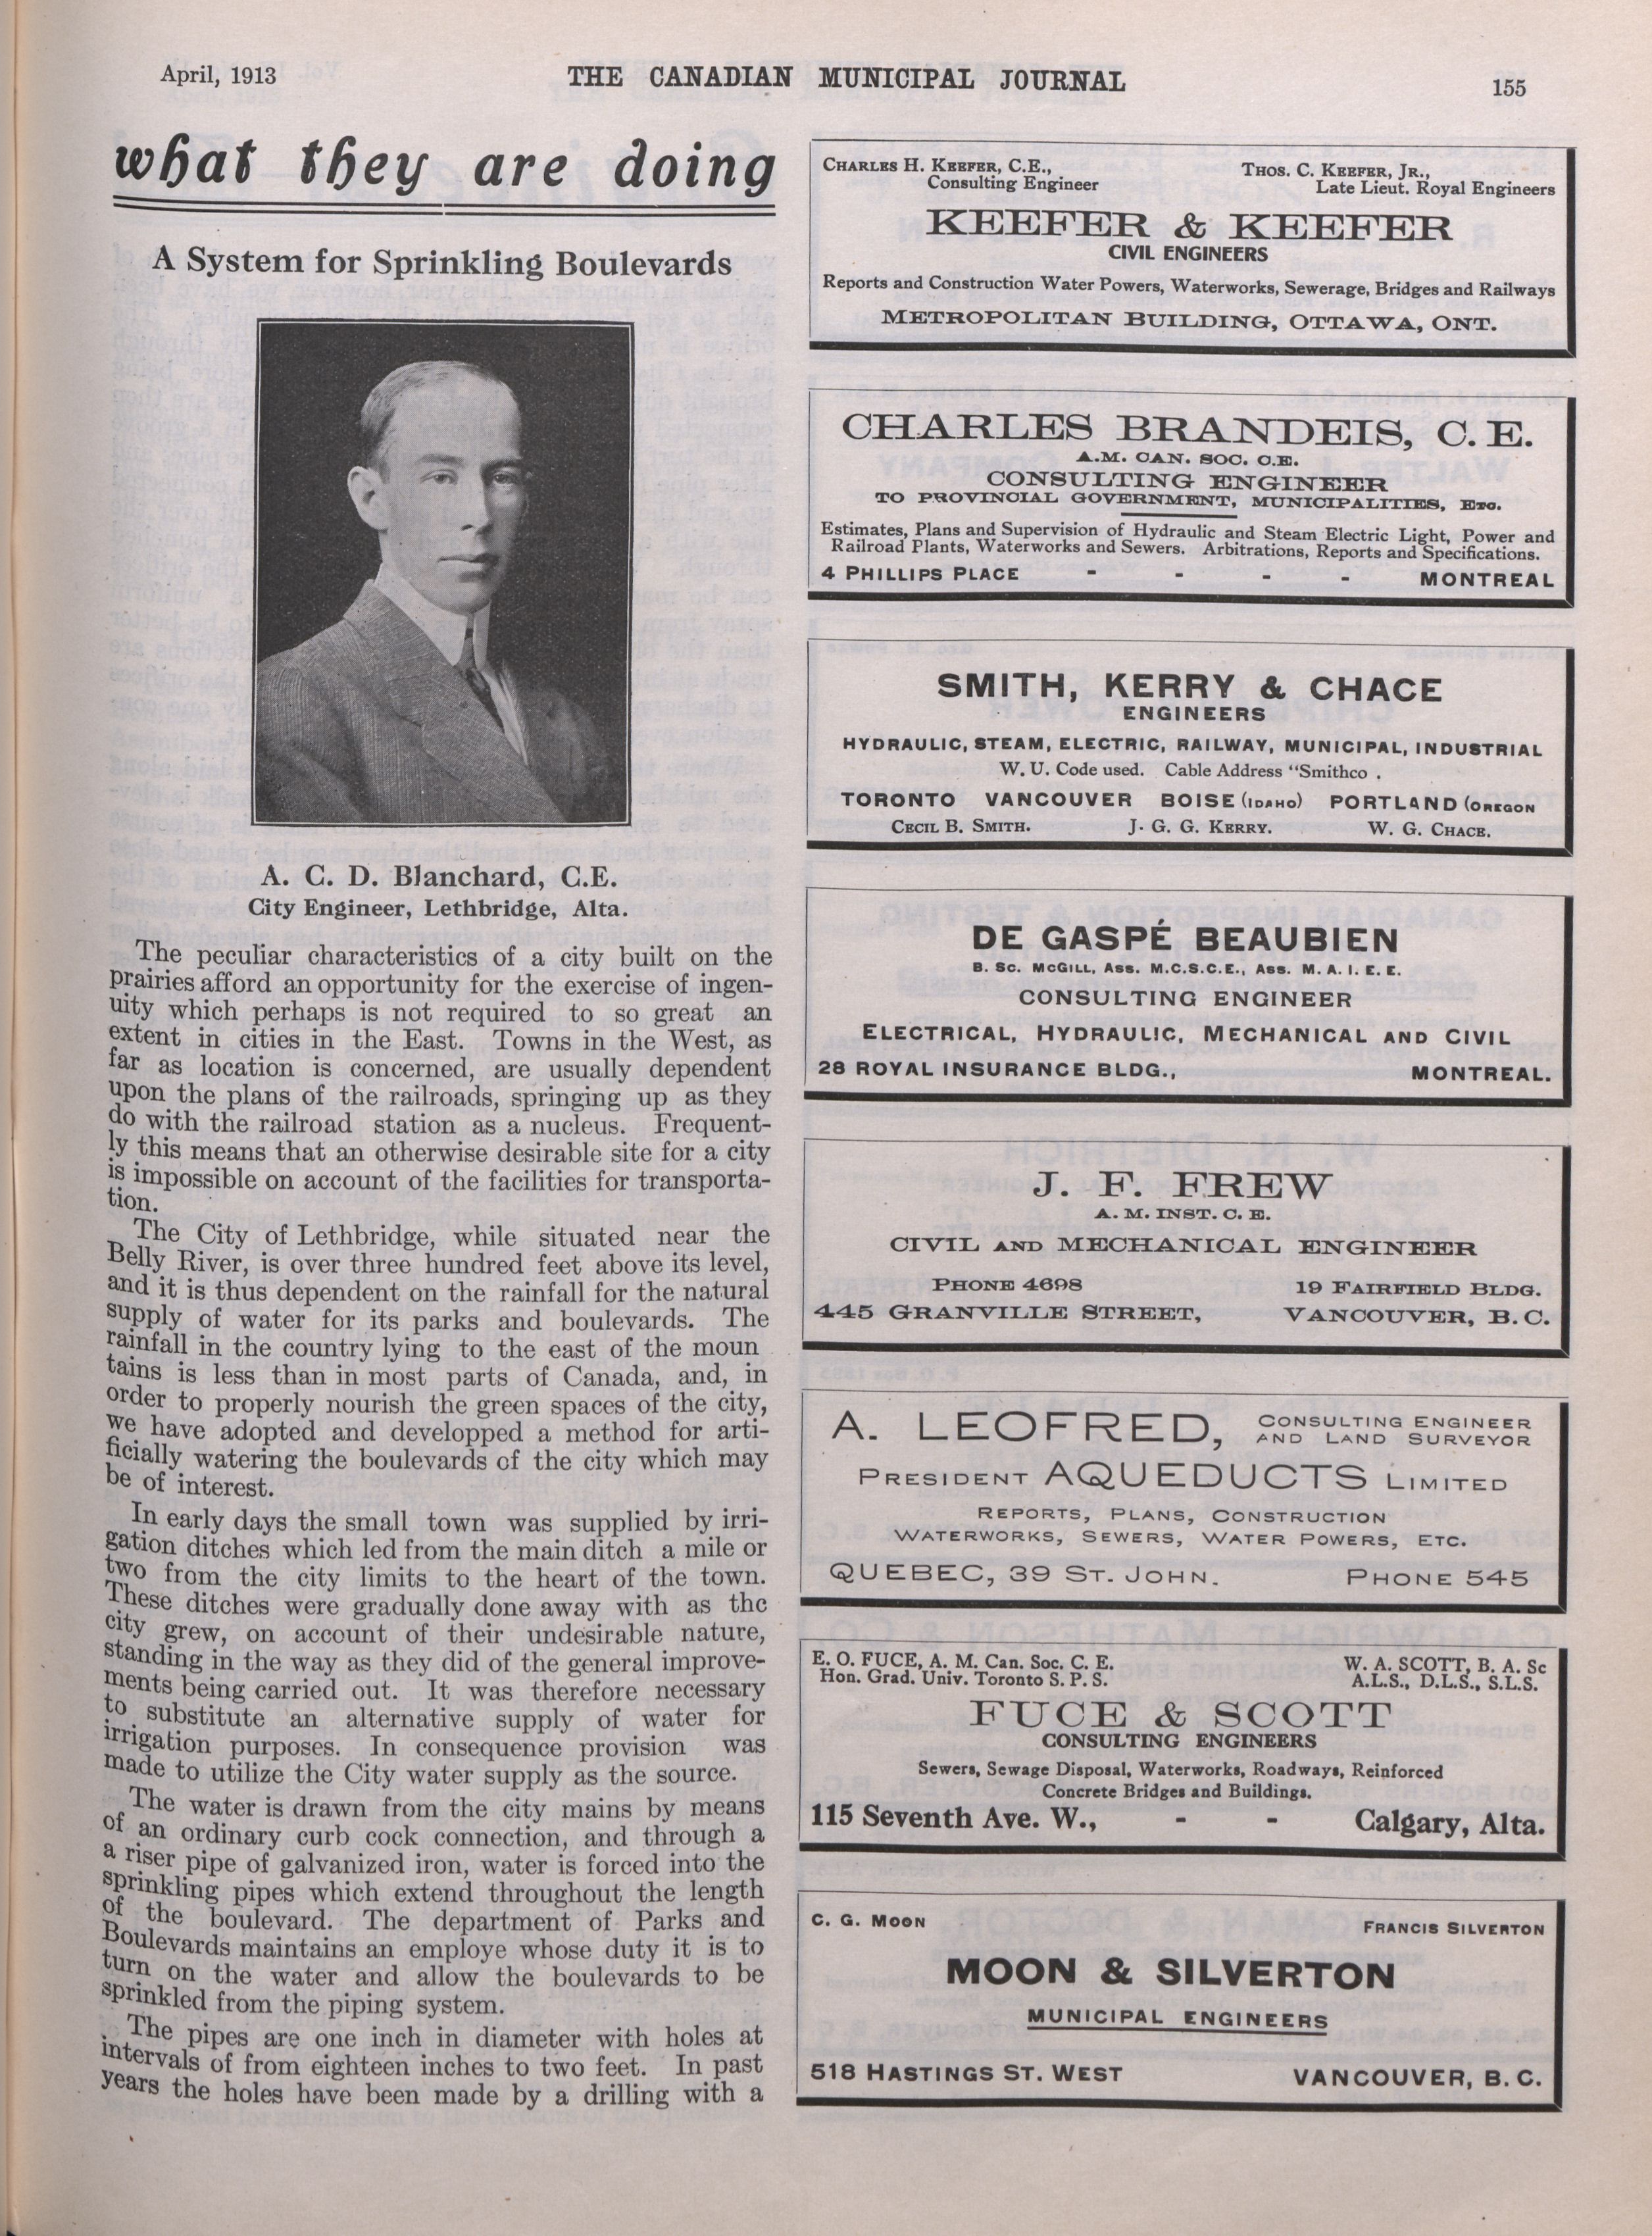 April, 1913
THE CANADIAN MUNICIPAL JOURNAL
155
what they are doing
A System for Sprinkling Boulevards
A. C. D. Blanchard, C.E.
City Engineer, Lethbridge, Alta.
The peculiar characteristics of a city built on the
prairies afford an opportunity for the exercise of ingen-
uity which perhaps is not required to so great an
extent in cities in the East. Towns in the West, as
far as location is concerned, are usually dependent
upon the plans of the railroads, springing up as they
do with the railroad station as a nucleus. Frequent-
ly this means that an otherwise desirable site for a city
is impossible on account of the facilities for transporta-
tion.
The City of Lethbridge, while situated near the
Belly River, is over three hundred feet above its level,
and it is thus dependent on the rainfall for the natural
supply of water for its parks and boulevards. The
rainfall in the country lying to the east of the moun
tains is less than in most parts of Canada, and, in
order to properly nourish the green spaces of the city,
we have adopted and developped a method for arti-
ficially watering the boulevards of the city which may
be of interest.
In early days the small town was supplied by irri-
gation ditches which led from the main ditch a mile or
two from the city limits to the heart of the town.
These ditches were gradually done away with as the
city grew, on account of their undesirable nature,
standing in the way as they did of the general improve-
ments being carried out. It was therefore necessary
to substitute an alternative supply of water for
irrigation purposes. In consequence provision was
made to utilize the City water supply as the source.
The water is drawn from the city mains by means
of an ordinary curb cock connection, and through a
a riser pipe of galvanized iron, water is forced into the
sprinkling pipes which extend throughout the length
of the boulevard. The department of Parks and
Boulevards maintains an employe whose duty it is to
turn on the water and allow the boulevards to be
sprinkled from the piping system.
The pipes are one inch in diameter with holes at
intervals of from eighteen inches to two feet. In past
years the holes have been made by a drilling with a
CHARLES H. KEEFER, C.E.,
Consulting Engineer
THOS. C. KEEFER, JR.,
Late Lieut. Royal Engineers
KEEFER & KEEFER
CIVIL ENGINEERS
Reports and Construction Water Powers, Waterworks, Sewerage, Bridges and Railways
METROPOLITAN BUILDING, OTTAWA, ONT.
CHARLES BRANDEIS, C. E.
A.M. CAN. SOC. C.E.
CONSULTING ENGINEER
TO PROVINCIAL GOVERNMENT, MUNICIPALITIES, ETC.
Estimates, Plans and Supervision of Hydraulic and Steam Electric Light, Power and
Railroad Plants, Waterworks and Sewers. Arbitrations, Reports and Specifications.
4 PHILLIPS PLACE - - - - MONTREAL
SMITH, KERRY & CHACE
ENGINEERS
HYDRAULIC, STEAM, ELECTRIC, RAILWAY, MUNICIPAL, INDUSTRIAL
W. U. Code used. Cable Address "Smithco .
TORONTO VANCOUVER BOISE (IDAHO) PORTLAND (OREGON
CECIL B. SMITH. J. G. G. KERRY. W. G. CHACE.
DE GASPÉ BEAUBIEN
B. SC. MCGILL, ASS. M.C.S.C.E., ASS. M. A. I. E. E.
CONSULTING ENGINEER
ELECTRICAL, HYDRAULIC, MECHANICAL AND CIVIL
28 ROYAL INSURANCE BLDG., MONTREAL.
J. F. FREW
A. M. INST. C. E.
CIVIL AND MECHANICAL ENGINEER
PHONE 4698 19 FAIRFIELD BLDG.
445 GRANVILLE STREET, VANCOUVER, B. C.
A. LEOFRED, CONSULTING ENGINEER
AND LAND SURVEYOR
PRESIDENT AQUEDUCTS LIMITED
REPORTS, PLANS, CONSTRUCTION
WATERWORKS, SEWERS, WATER POWERS, ETC.
QUEBEC, 39 ST. JOHN. PHONE 545
E. O. FUCE, A. M. Can. Soc. C. E.
Hon. Grad. Univ. Toronto S. P. S.
W. A. SCOTT, B. A. Sc
A.L.S., D.L.S., S.L.S.
FUCE & SCOTT
CONSULTING ENGINEERS
Sewers, Sewage Disposal, Waterworks, Roadways, Reinforced
Concrete Bridges and Buildings.
115 Seventh Ave. W., - - Calgary, Alta.
C. G. MOON FRANCIS SILVERTON
MOON & SILVERTON
MUNICIPAL ENGINEERS
518 HASTINGS ST. WEST VANCOUVER, B. C.